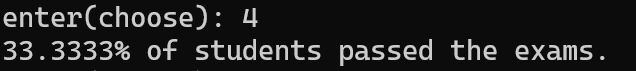 enter(choose): 4
33.3333% of students passed the exams.